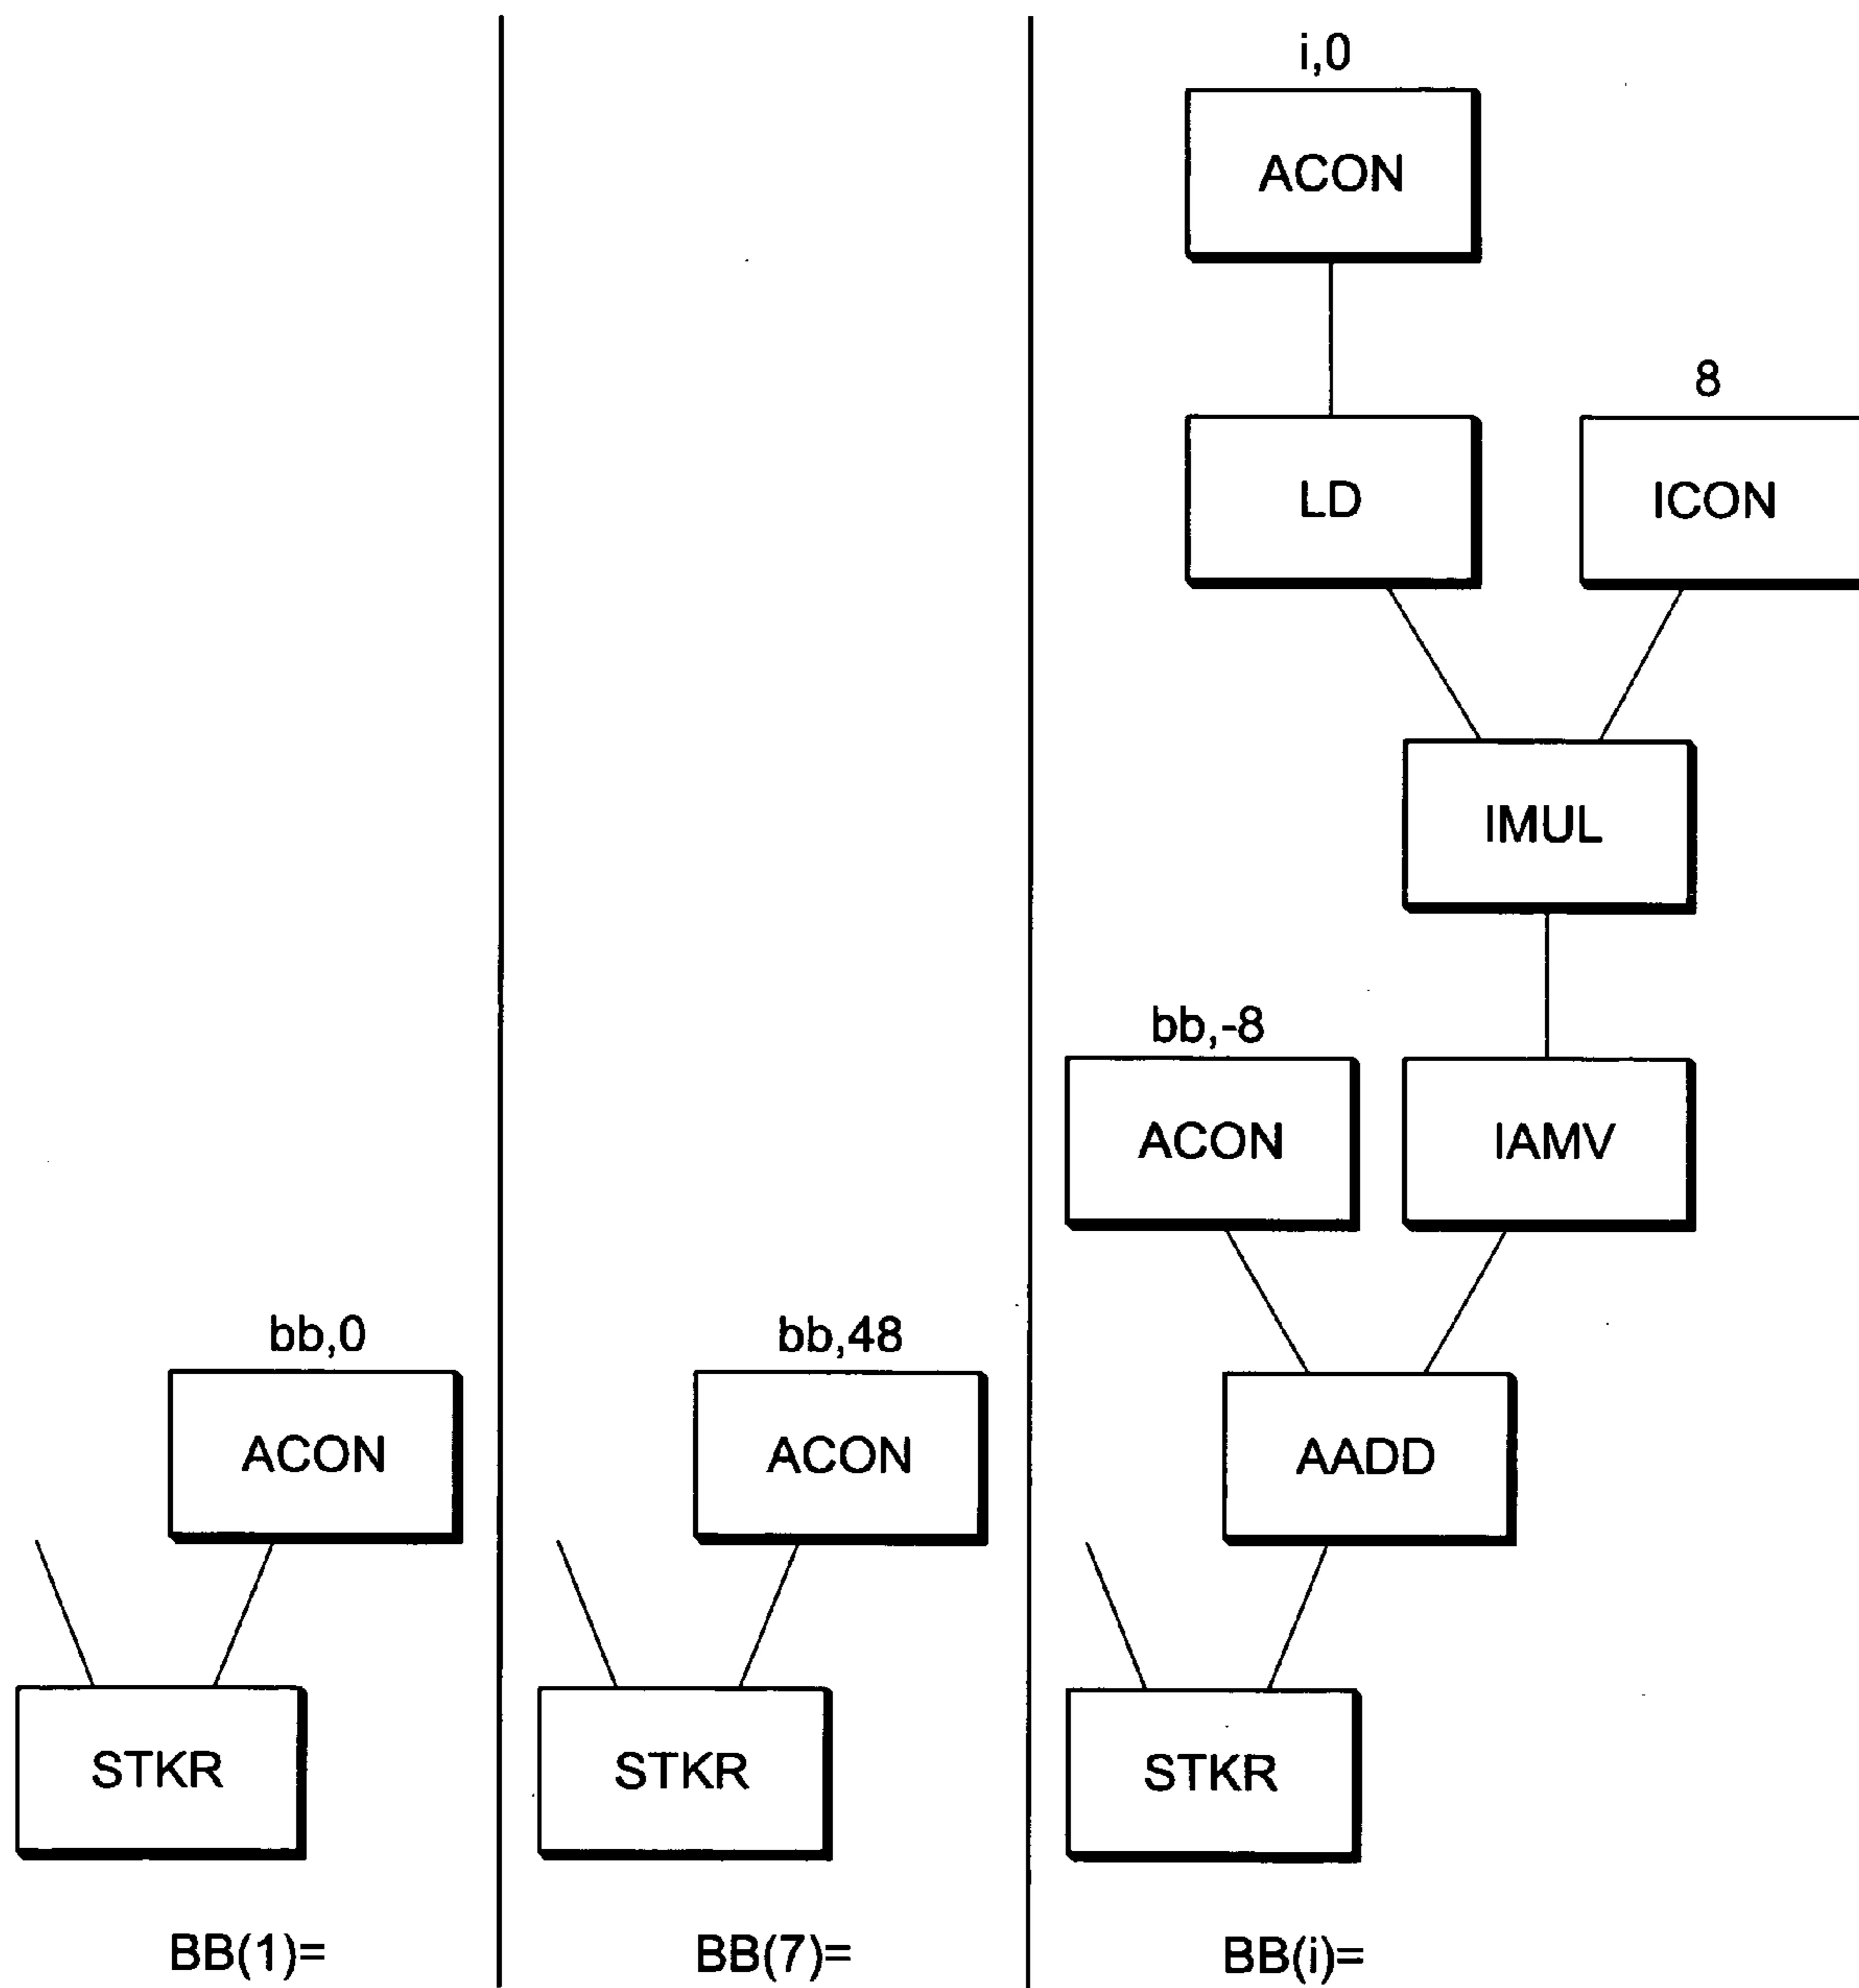 i,0
ACON
8
LD
ICON
IMUL
bb,-8
ACON
IAMV
bb,0
bb,48
ACON
ACON
AADD
STKR
STKR
STKR
BB(1)=
BB(7)=
BB(i)=